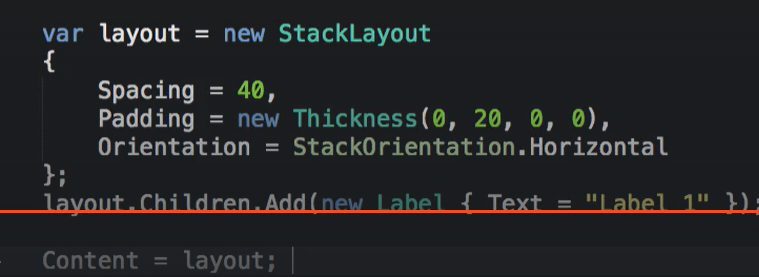 var layout = new StackLayout
{
Spacing = 40,
Padding = new Thickness(0, 20, 0, 0),
Orientation = StackOrientation.Horizontal
};
layout.Children.Add(new Label { Text = "Label 1" });
Content = layout;